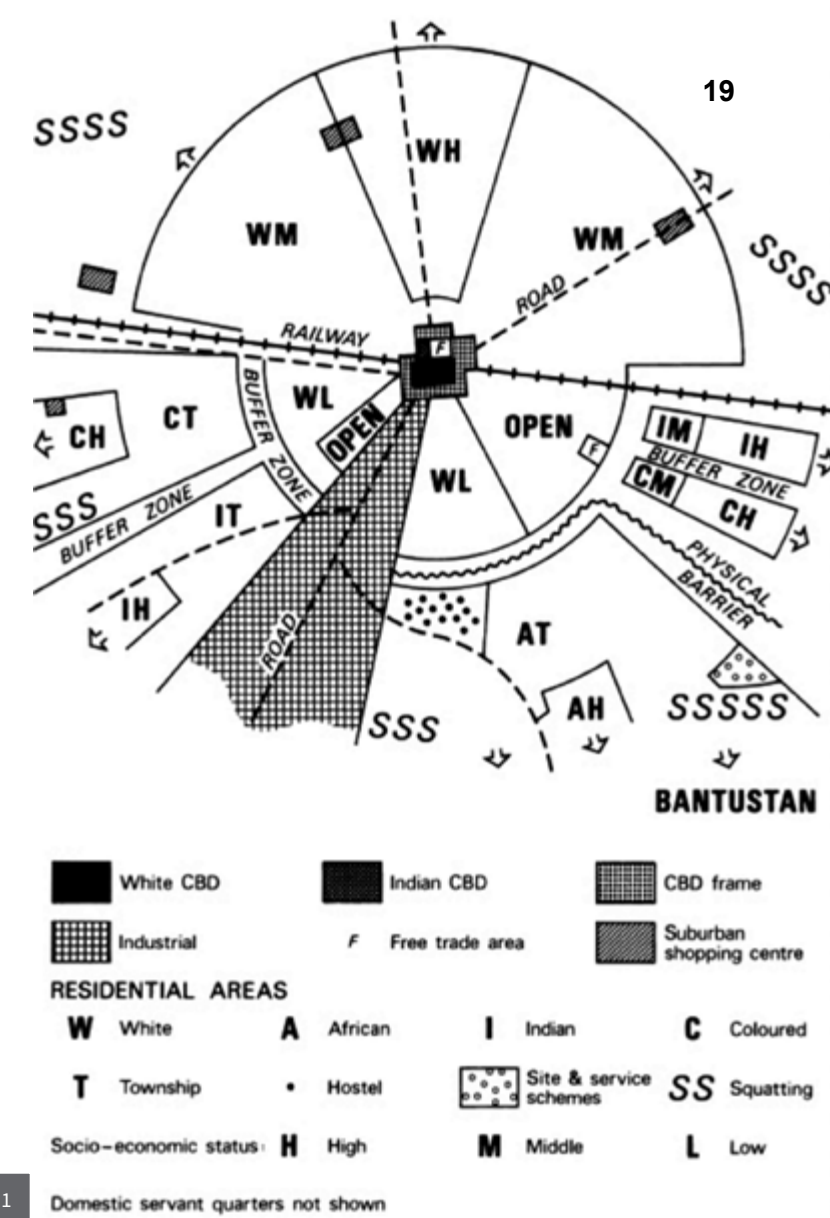 19
SSSS
WH
WM
WM
SSSS
ROAD
RAILWAY
F
BUFFER ZONE
WL
OPEN
OPEN
F
IM
IH
BUFFER ZONE
CM
CH
CT
CH
WL
SSS
BUFFER ZONE
IT
PHYSICAL
BARRIER
IH
ROAD
AT
AH
SSS
SSSSS
BANTUSTAN
White CBD
Indian CBD
CBD frame
Industrial
F Free trade area
Suburban
shopping centre
RESIDENTIAL AREAS
W White
A African
I Indian
C Coloured
T Township
• Hostel
Site & service
schemes
SS Squatting
Socio-economic status:
H High
M Middle
L Low
1
Domestic servant quarters not shown